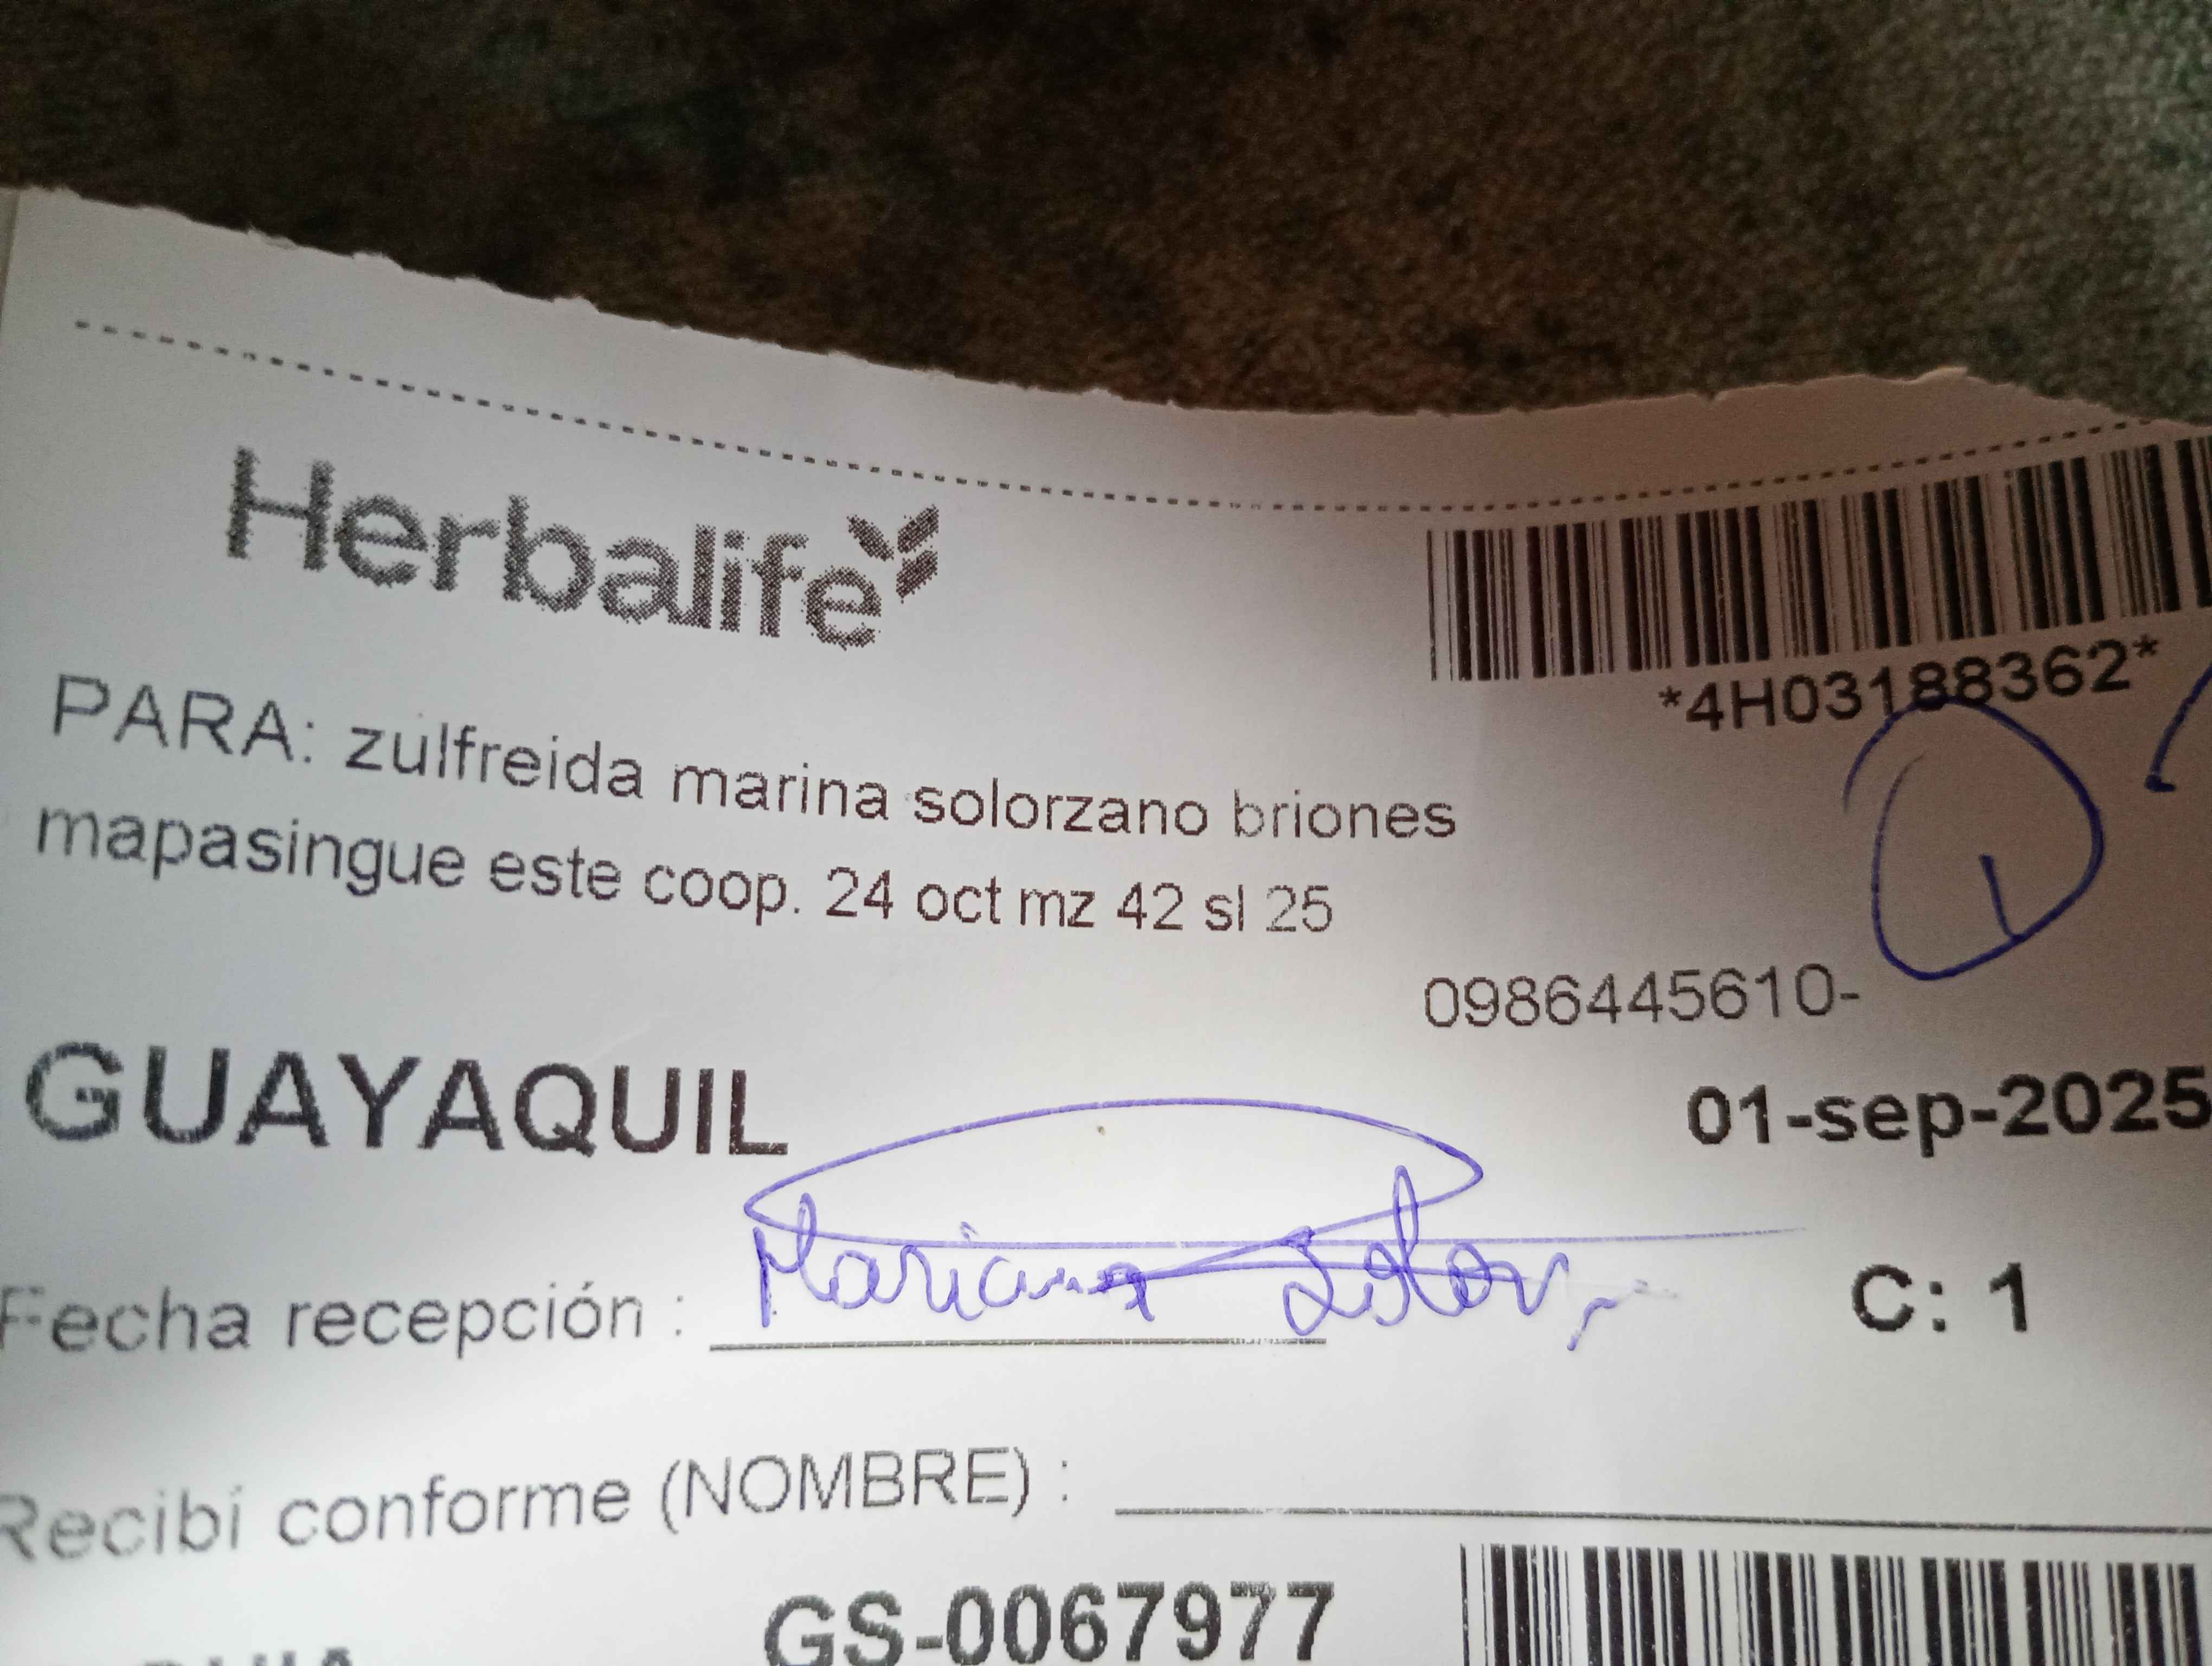 Herbalife
*4H03188362*
PARA: zulfreida marina solorzano briones
mapasingue este coop. 24 oct mz 42 sl 25
0986445610-
GUAYAQUIL
01-sep-2025
Fecha recepción :
C: 1
Recibí conforme (NOMBRE) :
GS-0067977